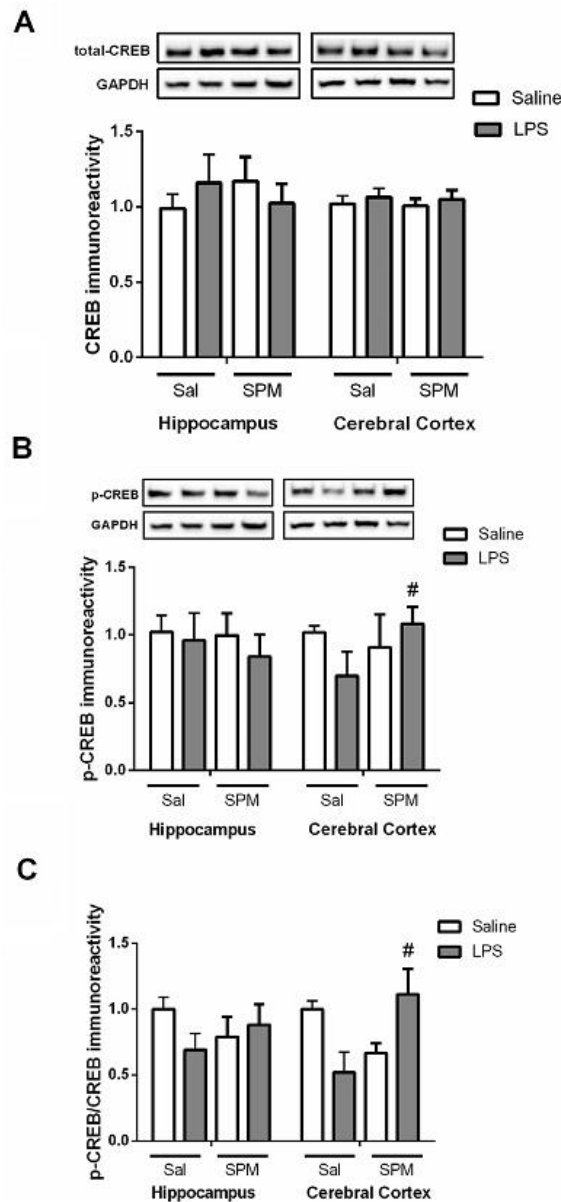 A
total-CREB
GAPDH
Saline
LPS
CREB immunoreactivity
1.5
1.0
0.5
0.0
Sal SPM Sal SPM
Hippocampus Cerebral Cortex
B
p-CREB
GAPDH
Saline
LPS
p-CREB immunoreactivity
1.5
#
1.0
0.5
0.0
Sal SPM Sal SPM
Hippocampus Cerebral Cortex
C
Saline
LPS
p-CREB/CREB immunoreactivity
1.5
#
1.0
0.5
0.0
Sal SPM Sal SPM
Hippocampus Cerebral Cortex